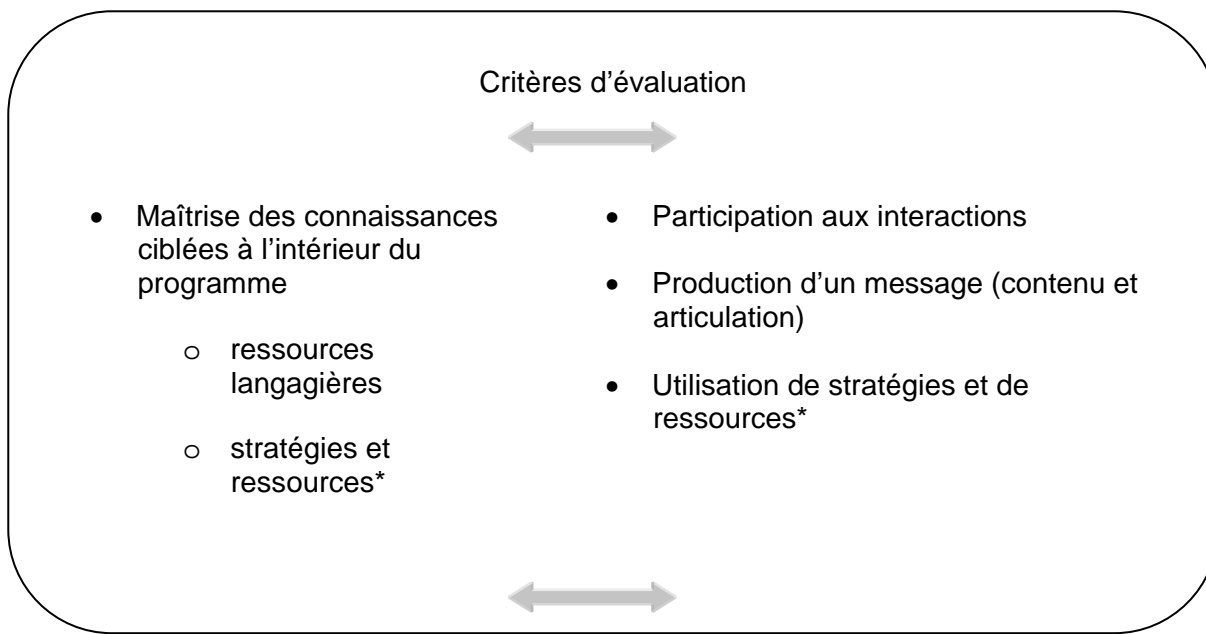 Critères d’évaluation
• Maîtrise des connaissances
ciblées à l’intérieur du
programme
o ressources
langagières
o stratégies et
ressources*
• Participation aux interactions
• Production d’un message (contenu et
articulation)
• Utilisation de stratégies et de
ressources*